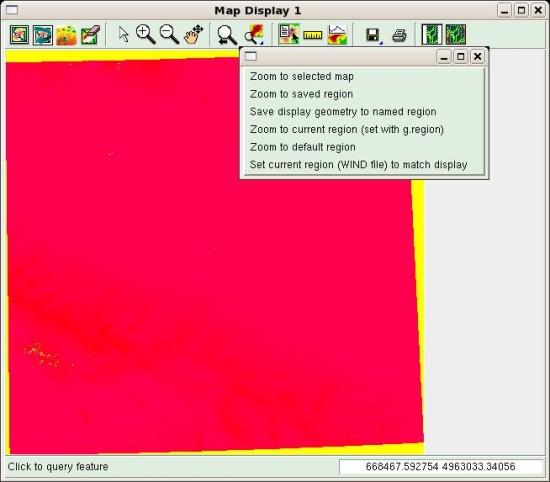 Map Display 1
Zoom to selected map
Zoom to saved region
Save display geometry to named region
Zoom to current region (set with g.region)
Zoom to default region
Set current region (WIND file) to match display
Click to query feature
668467.592754 4963033.34056